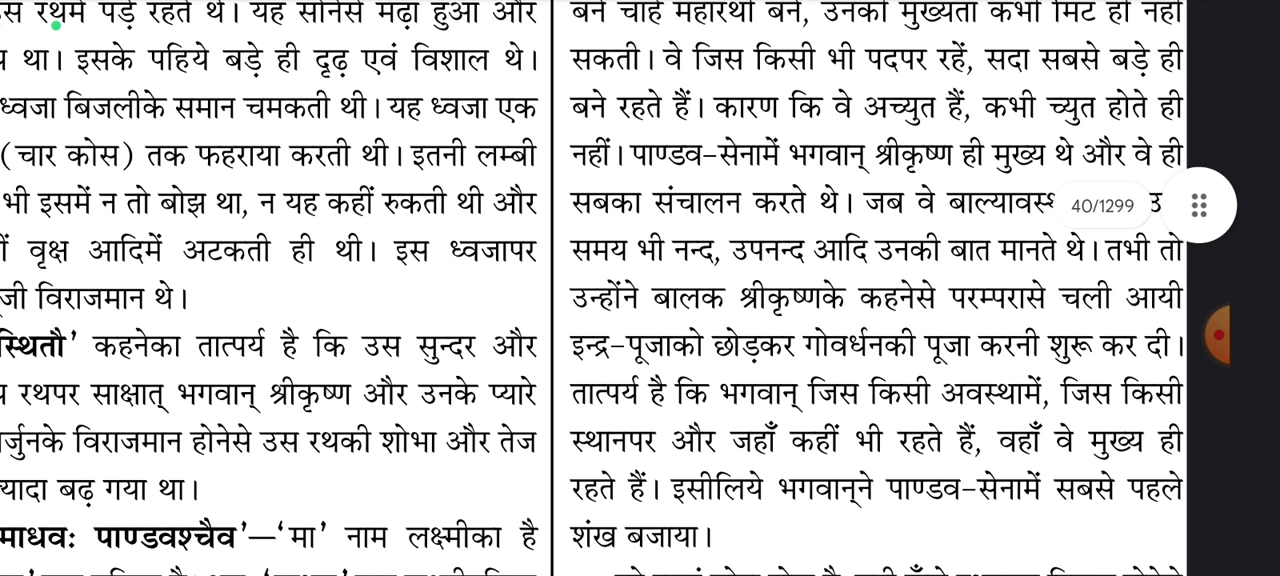 रथमें पड़े रहते थे। यह सोनेसे मढ़ा हुआ और
था। इसके पहिये बड़े ही दृढ़ एवं विशाल थे।
ध्वजा बिजलीके समान चमकती थी। यह ध्वजा एक
(चार कोस) तक फहराया करती थी। इतनी लम्बी
भी इसमें न तो बोझ था, न यह कहीं रुकती थी और
वृक्ष आदिमें अटकती ही थी। इस ध्वजापर
जी विराजमान थे।
स्थितौ' कहनेका तात्पर्य है कि उस सुन्दर और
रथपर साक्षात् भगवान् श्रीकृष्ण और उनके प्यारे
र्जुनके विराजमान होनेसे उस रथकी शोभा और तेज
यादा बढ़ गया था।
माधवः पाण्डवश्चैव'—'मा' नाम लक्ष्मीका है
बनें चाहे महारथी बनें, उनकी मुख्यता कभी मिट ही नहीं
सकती। वे जिस किसी भी पदपर रहें, सदा सबसे बड़े ही
बने रहते हैं। कारण कि वे अच्युत हैं, कभी च्युत होते ही
नहीं। पाण्डव-सेनामें भगवान् श्रीकृष्ण ही मुख्य थे और वे ही
सबका संचालन करते थे। जब वे
40/1299
समय भी नन्द, उपनन्द आदि उनकी बात मानते थे। तभी तो
उन्होंने बालक श्रीकृष्णके कहनेसे परम्परासे चली आयी
इन्द्र-पूजाको छोड़कर गोवर्धनकी पूजा करनी शुरू कर दी।
तात्पर्य है कि भगवान् जिस किसी अवस्थामें, जिस किसी
स्थानपर और जहाँ कहीं भी रहते हैं, वहाँ वे मुख्य ही
रहते हैं। इसीलिये भगवान्‌ने पाण्डव-सेनामें सबसे पहले
शंख बजाया।